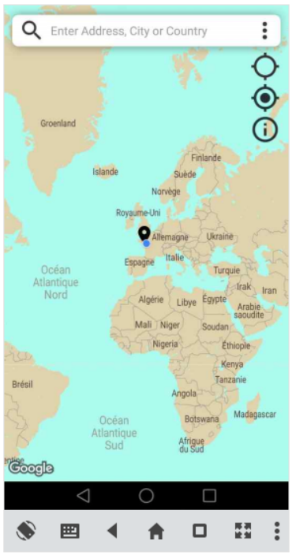 Enter Address, City or Country
Groenland
Finlande
Islande
Suède
Norvège
Royaume-Uni
Allemagne
Ukraine
Espagne
Italie
Turquie
Océan
Atlantique
Nord
Irak
Iran
Algérie
Libye
Égypte
Arabie
saoudite
Mali
Niger
Soudan
Nigeria
Éthiopie
Kenya
Tanzanie
Brésil
Angola
Océan
Atlantique
Sud
Botswana
Madagascar
Afrique
du Sud
Google